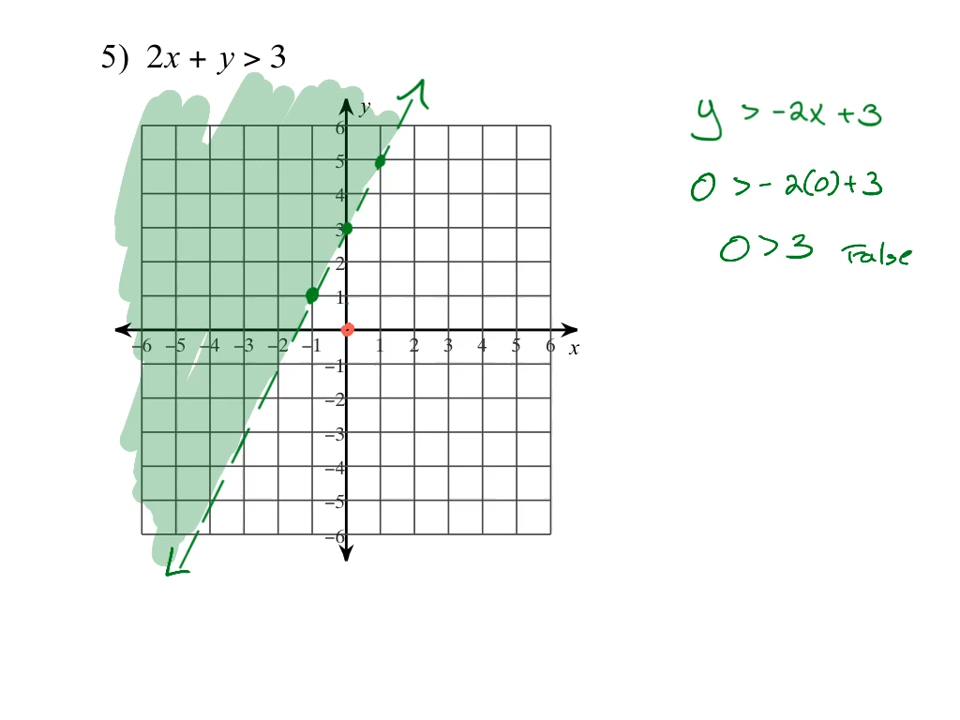 5) 2x + y > 3
y > -2x + 3
0 > - 2(0) + 3
0 > 3 False
y
6
5
4
3
2
1
-6 -5 -4 -3 -2 -1 1 2 3 4 5 6 x
-1
-2
-3
-4
-5
-6